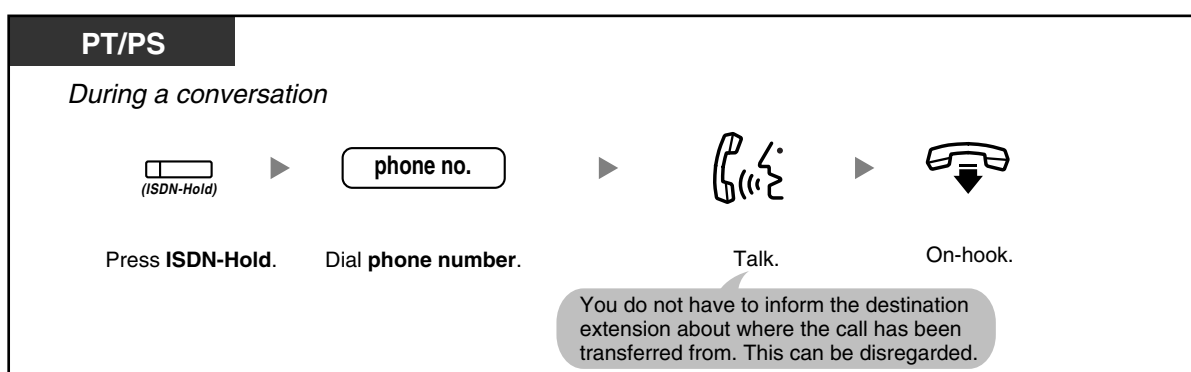 PT/PS
During a conversation
(ISDN-Hold)
phone no.
Press ISDN-Hold.
Dial phone number.
Talk.
On-hook.
You do not have to inform the destination
extension about where the call has been
transferred from. This can be disregarded.